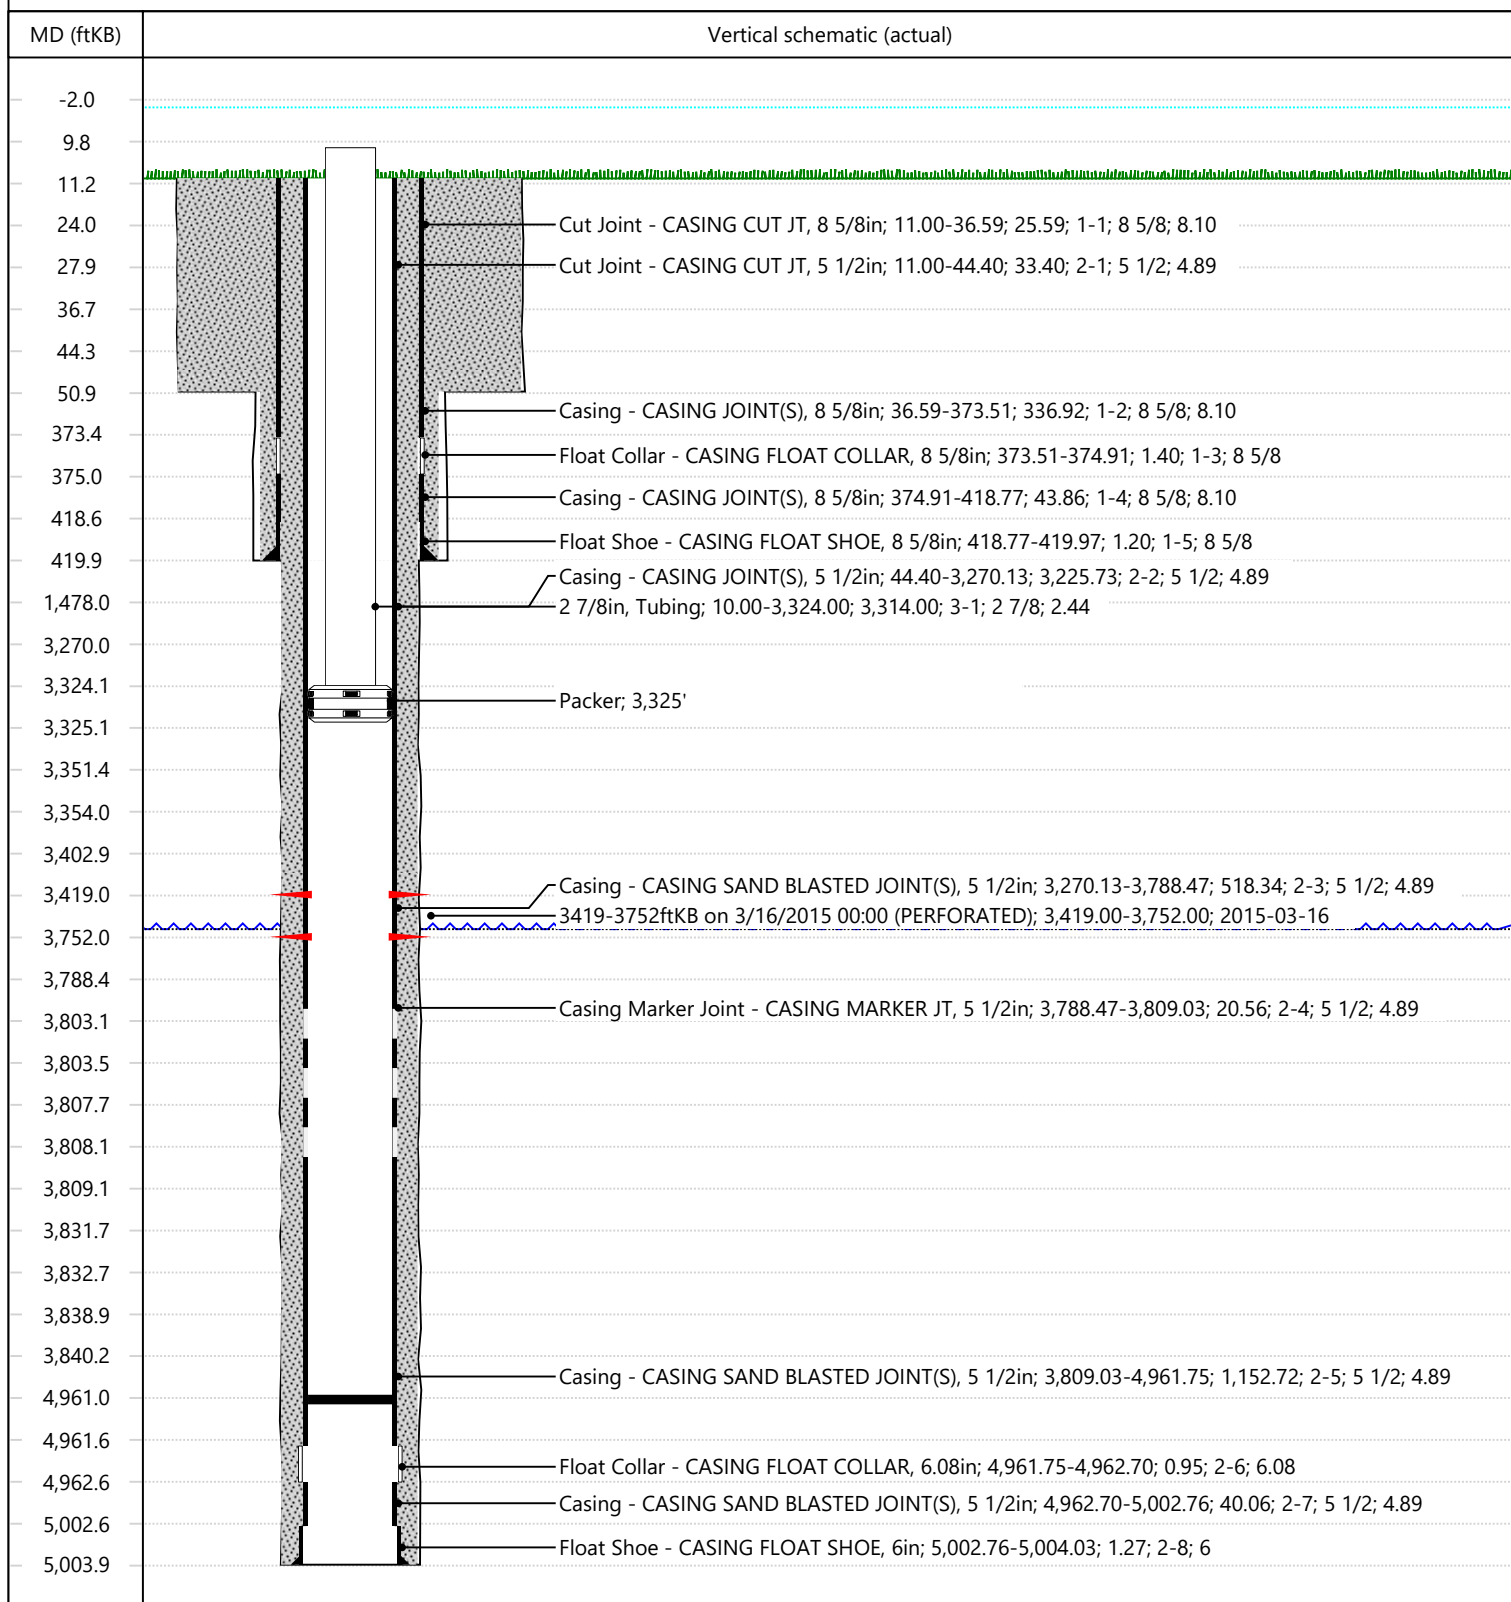 MD (ftKB)
Vertical schematic (actual)
-2.0
9.8
11.2
24.0
Cut Joint - CASING CUT JT, 8 5/8in; 11.00-36.59; 25.59; 1-1; 8 5/8; 8.10
27.9
Cut Joint - CASING CUT JT, 5 1/2in; 11.00-44.40; 33.40; 2-1; 5 1/2; 4.89
36.7
44.3
50.9
Casing - CASING JOINT(S), 8 5/8in; 36.59-373.51; 336.92; 1-2; 8 5/8; 8.10
373.4
Float Collar - CASING FLOAT COLLAR, 8 5/8in; 373.51-374.91; 1.40; 1-3; 8 5/8
375.0
Casing - CASING JOINT(S), 8 5/8in; 374.91-418.77; 43.86; 1-4; 8 5/8; 8.10
418.6
Float Shoe - CASING FLOAT SHOE, 8 5/8in; 418.77-419.97; 1.20; 1-5; 8 5/8
419.9
Casing - CASING JOINT(S), 5 1/2in; 44.40-3,270.13; 3,225.73; 2-2; 5 1/2; 4.89
1,478.0
2 7/8in, Tubing; 10.00-3,324.00; 3,314.00; 3-1; 2 7/8; 2.44
3,270.0
3,324.1
Packer; 3,325'
3,325.1
3,351.4
3,354.0
3,402.9
3,419.0
Casing - CASING SAND BLASTED JOINT(S), 5 1/2in; 3,270.13-3,788.47; 518.34; 2-3; 5 1/2; 4.89
3419-3752ftKB on 3/16/2015 00:00 (PERFORATED); 3,419.00-3,752.00; 2015-03-16
3,752.0
3,788.4
Casing Marker Joint - CASING MARKER JT, 5 1/2in; 3,788.47-3,809.03; 20.56; 2-4; 5 1/2; 4.89
3,803.1
3,803.5
3,807.7
3,808.1
3,809.1
3,831.7
3,832.7
3,838.9
3,840.2
Casing - CASING SAND BLASTED JOINT(S), 5 1/2in; 3,809.03-4,961.75; 1,152.72; 2-5; 5 1/2; 4.89
4,961.0
4,961.6
Float Collar - CASING FLOAT COLLAR, 6.08in; 4,961.75-4,962.70; 0.95; 2-6; 6.08
4,962.6
Casing - CASING SAND BLASTED JOINT(S), 5 1/2in; 4,962.70-5,002.76; 40.06; 2-7; 5 1/2; 4.89
5,002.6
Float Shoe - CASING FLOAT SHOE, 6in; 5,002.76-5,004.03; 1.27; 2-8; 6
5,003.9